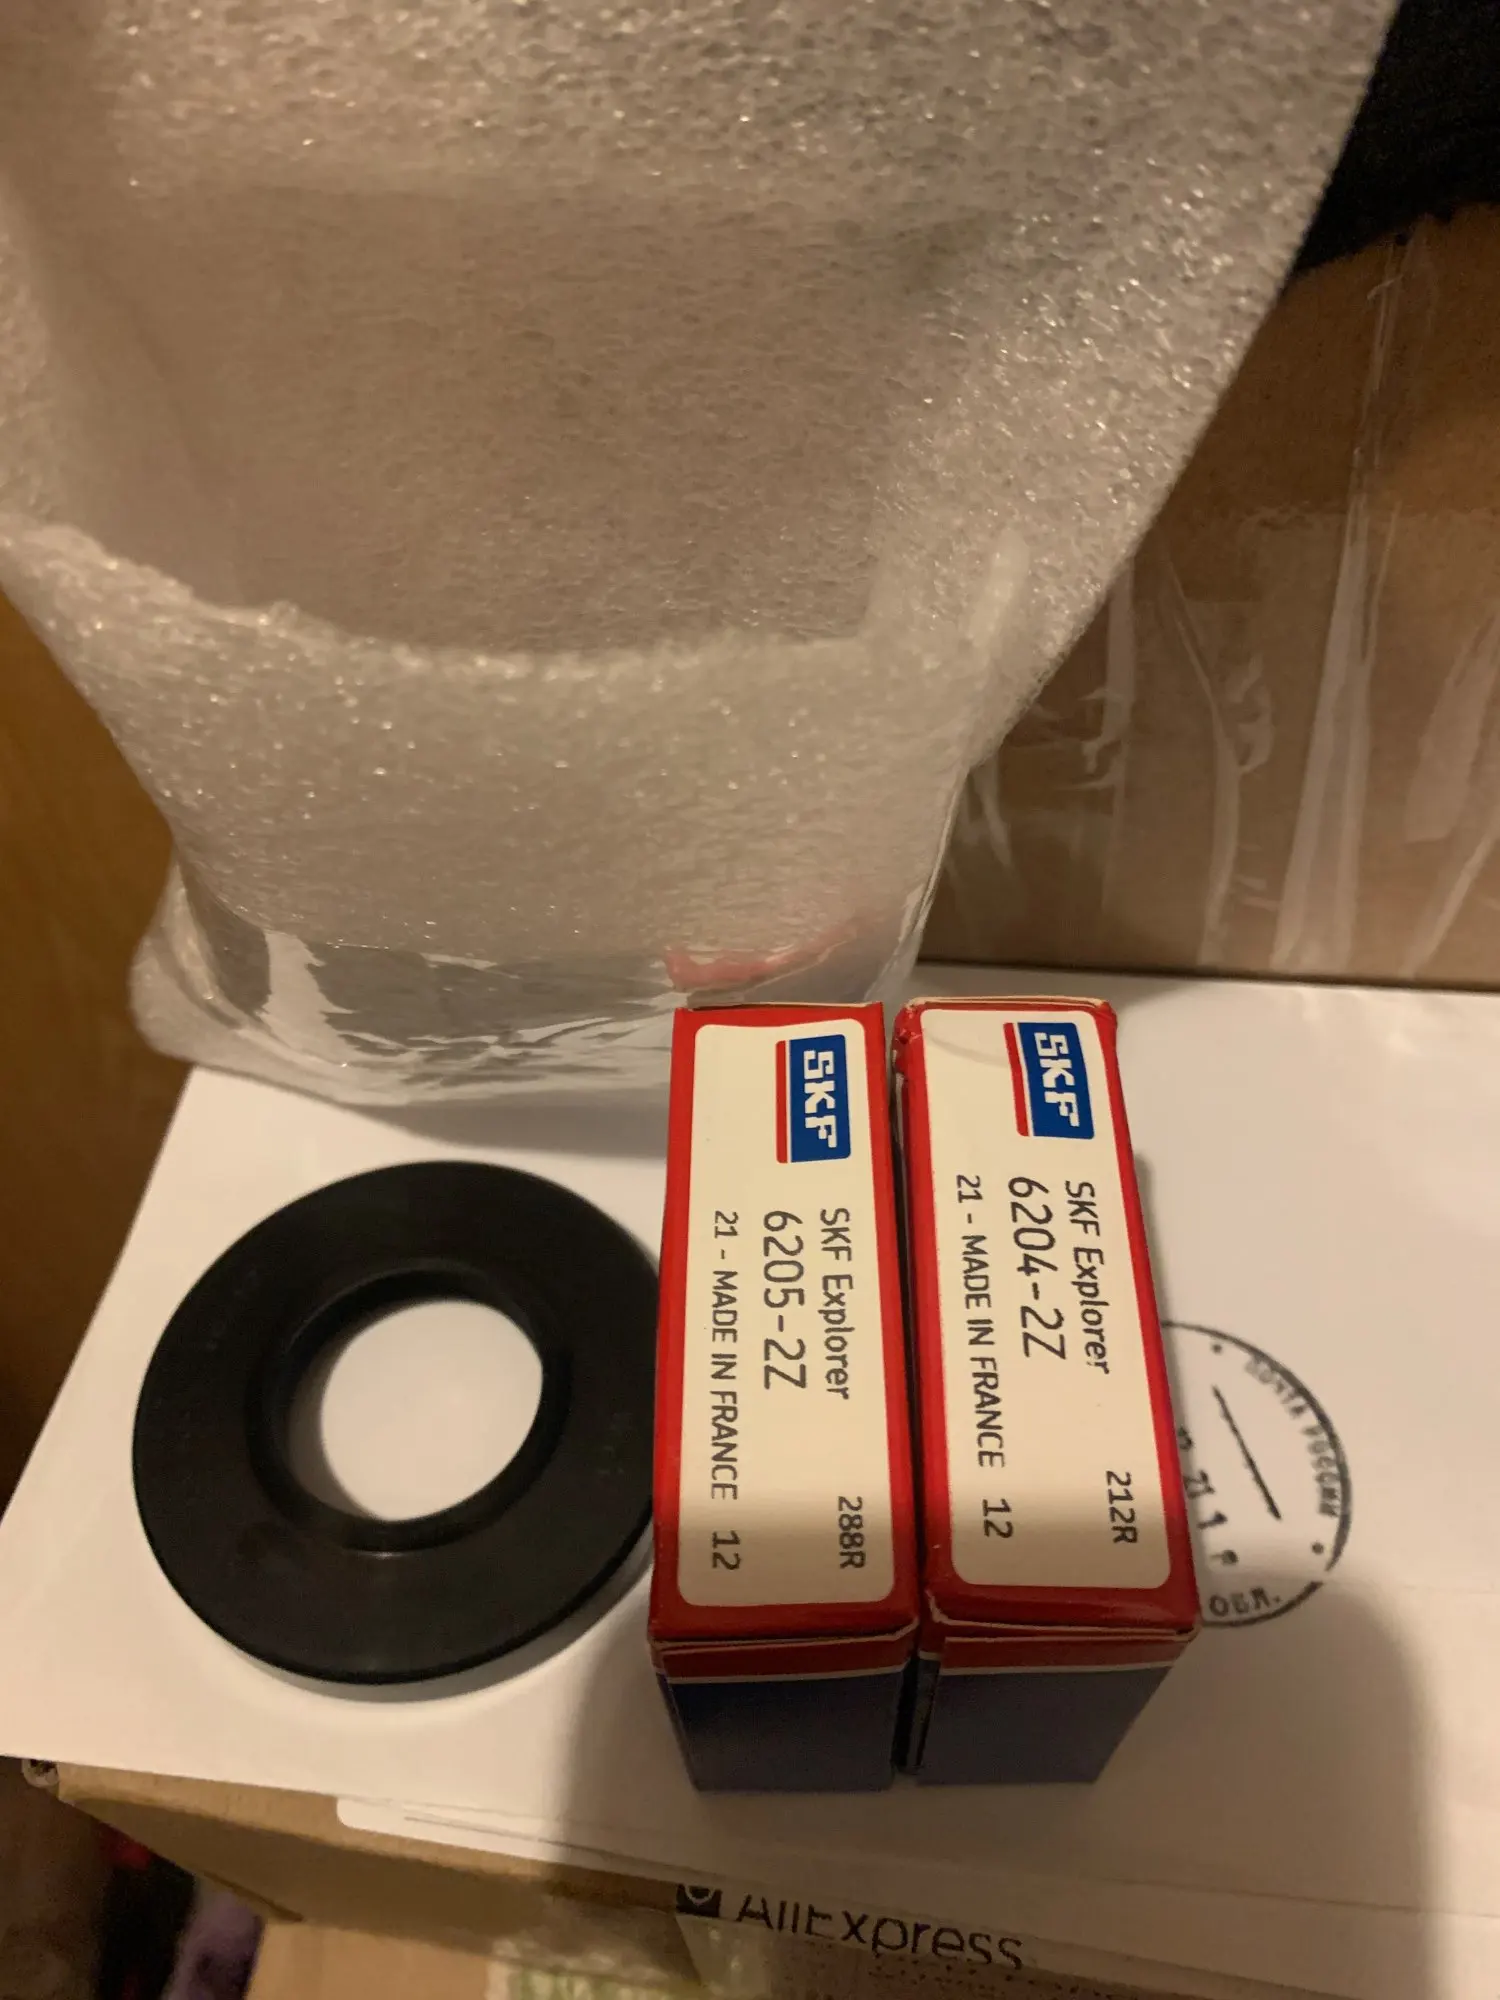 SKF
SKF Explorer
6205-2Z
21 - MADE IN FRANCE 12
288R
SKF
SKF Explorer
6204-2Z
21 - MADE IN FRANCE 12
212R
ОБЛ.
AliExpress